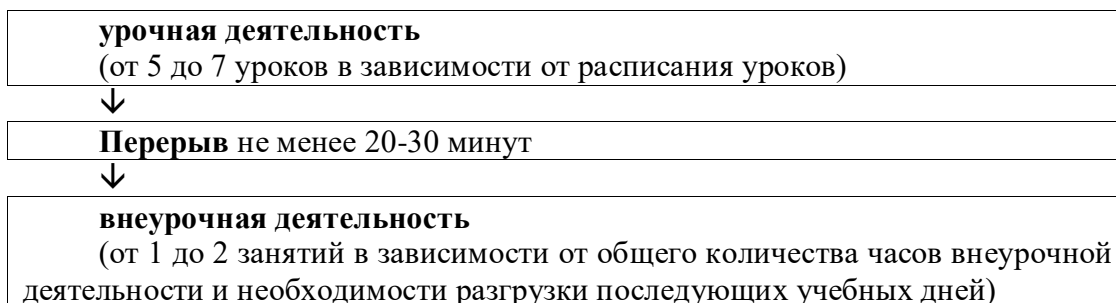 урочная деятельность
(от 5 до 7 уроков в зависимости от расписания уроков)
↓
Перерыв не менее 20-30 минут
↓
внеурочная деятельность
(от 1 до 2 занятий в зависимости от общего количества часов внеурочной
деятельности и необходимости разгрузки последующих учебных дней)